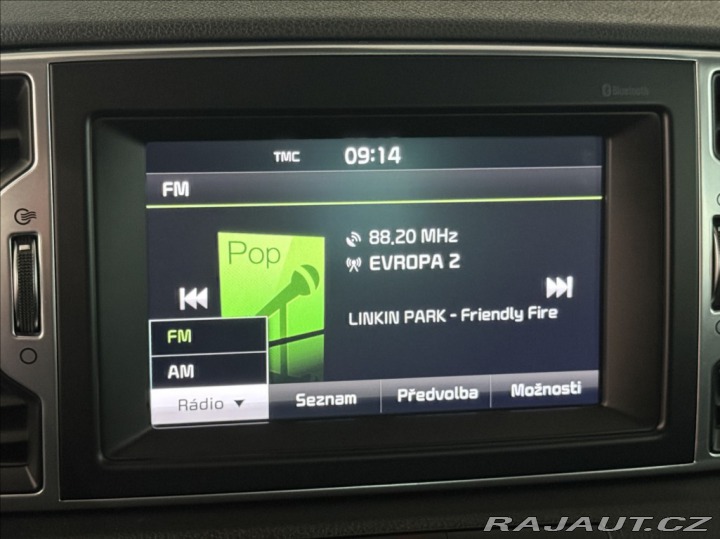 Bluetooth
TMC 09:14
FM
Pop
88.20 MHz
EVROPA 2
LINKIN PARK - Friendly Fire
FM
AM
Rádio ▼ Seznam Předvolba Možnosti
RAJAUT.CZ